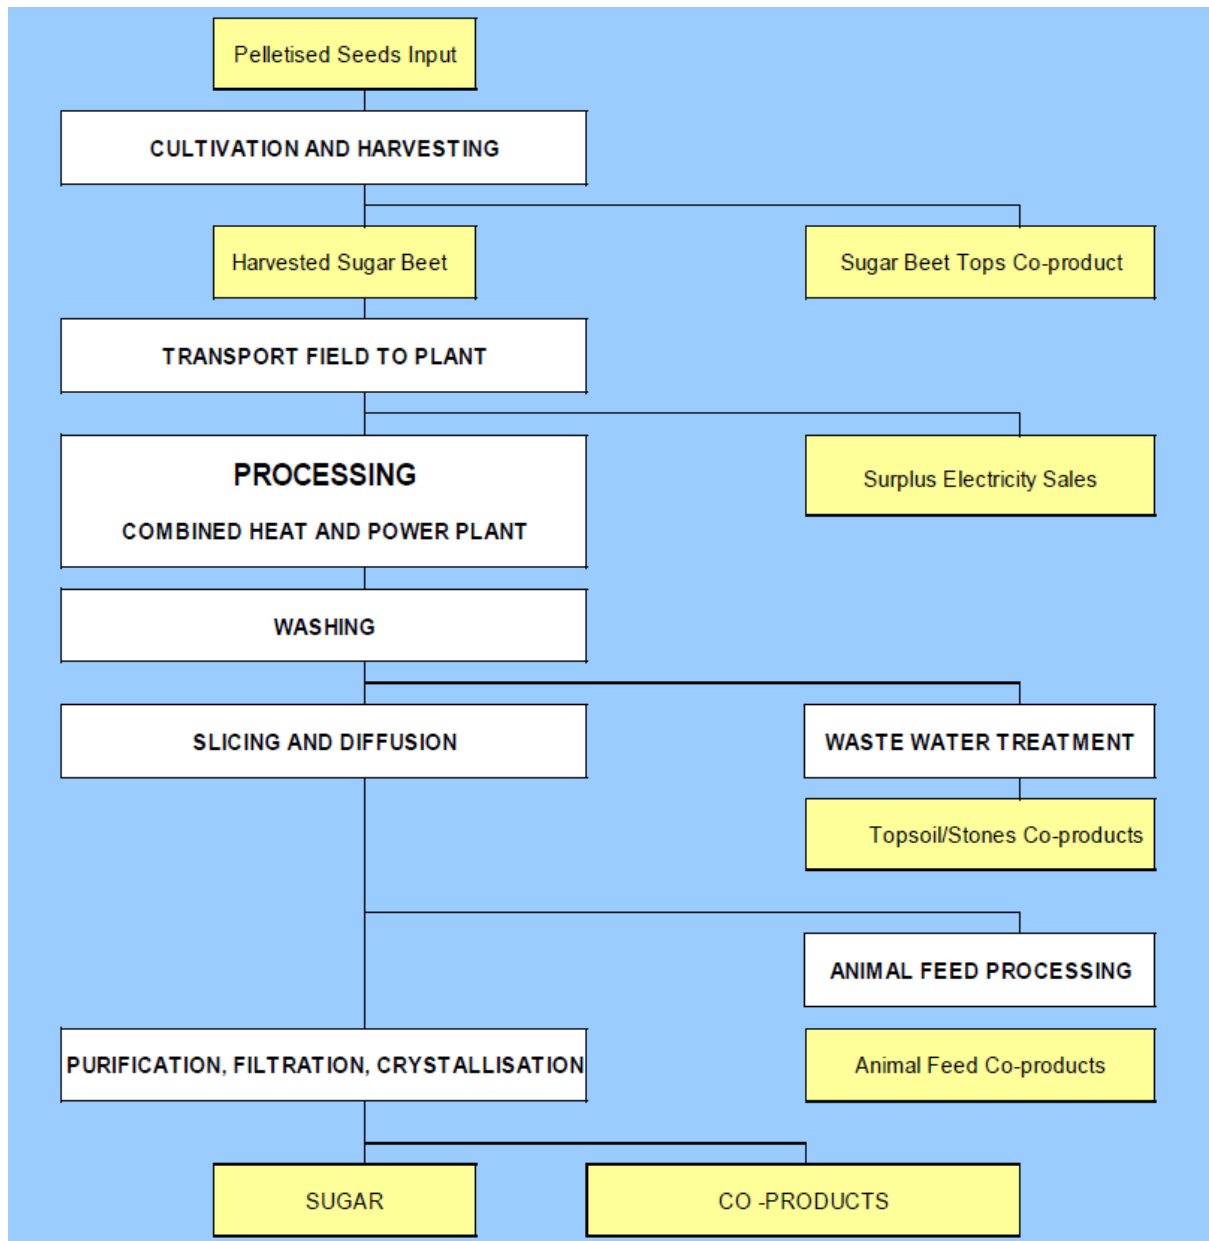 Pelletised Seeds Input
CULTIVATION AND HARVESTING
Harvested Sugar Beet
Sugar Beet Tops Co-product
TRANSPORT FIELD TO PLANT
PROCESSING
COMBINED HEAT AND POWER PLANT
Surplus Electricity Sales
WASHING
SLICING AND DIFFUSION
WASTE WATER TREATMENT
Topsoil/Stones Co-products
ANIMAL FEED PROCESSING
PURIFICATION, FILTRATION, CRYSTALLISATION
Animal Feed Co-products
SUGAR
CO -PRODUCTS